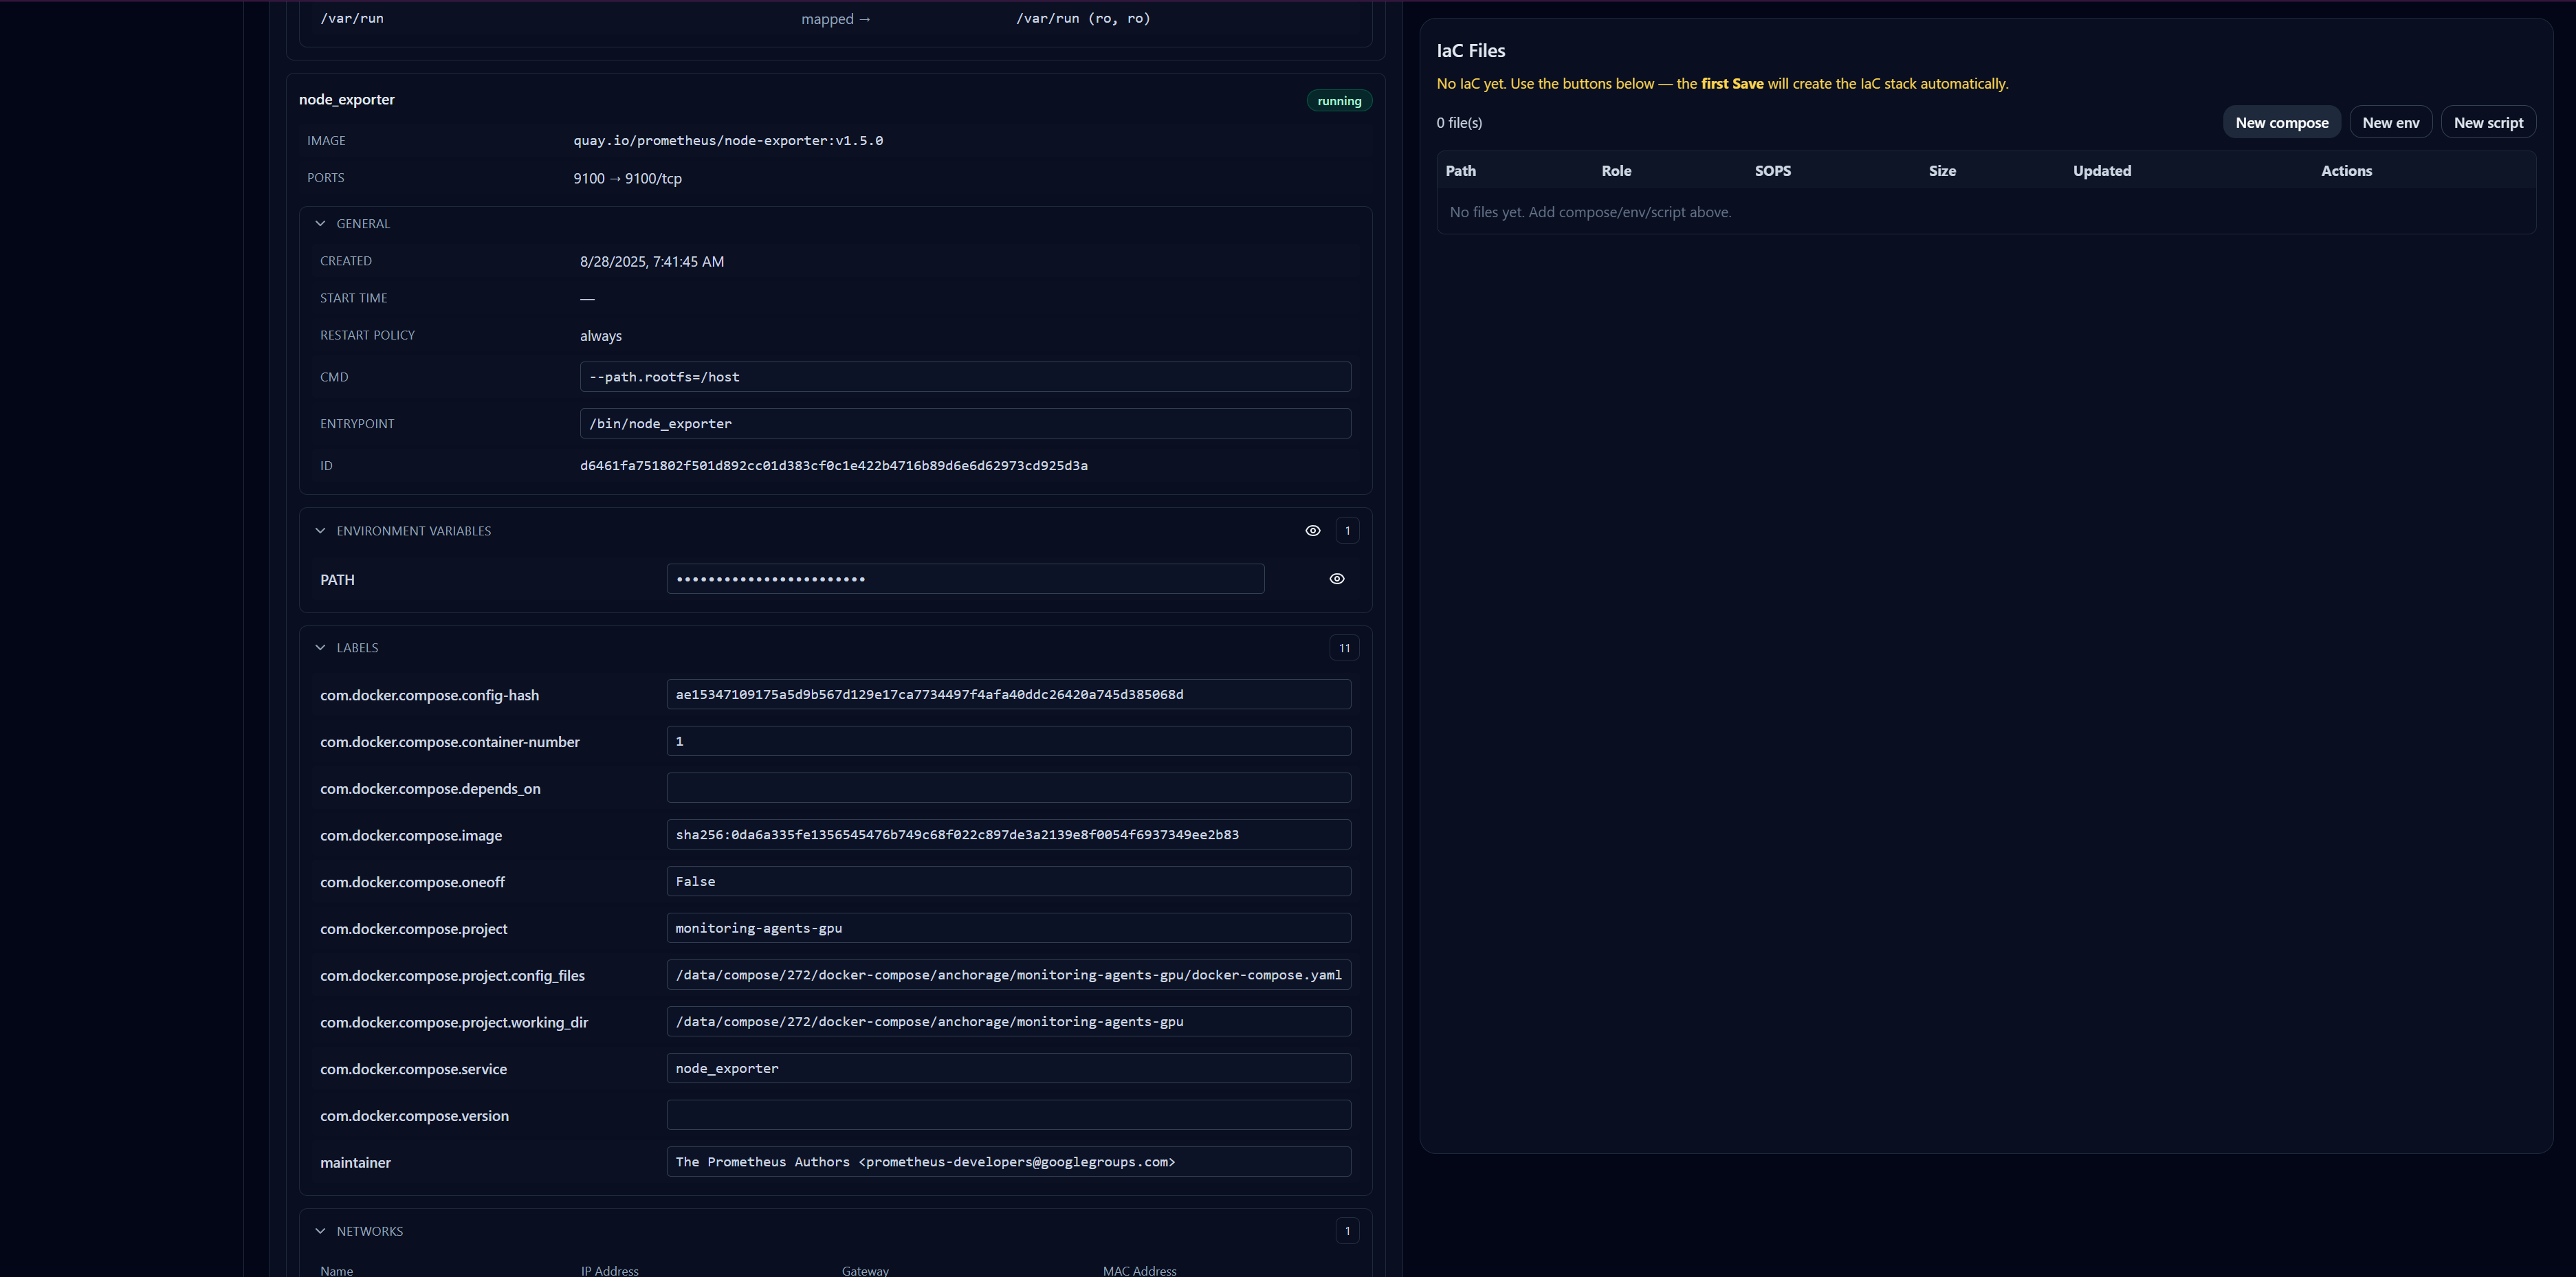 /var/run mapped → /var/run (ro, ro)
node_exporter running
IMAGE quay.io/prometheus/node-exporter:v1.5.0
PORTS 9100 → 9100/tcp
GENERAL
CREATED 8/28/2025, 7:41:45 AM
START TIME —
RESTART POLICY always
CMD --path.rootfs=/host
ENTRYPOINT /bin/node_exporter
ID d6461fa751802f501d892cc01d383cf0c1e422b4716b89d6e6d62973cd925d3a
ENVIRONMENT VARIABLES 1
PATH ••••••••••••••••••••••••
LABELS 11
com.docker.compose.config-hash ae15347109175a5d9b567d129e17ca7734497f4afa40ddc26420a745d385068d
com.docker.compose.container-number 1
com.docker.compose.depends_on
com.docker.compose.image sha256:0da6a335fe1356545476b749c68f022c897de3a2139e8f0054f6937349ee2b83
com.docker.compose.oneoff False
com.docker.compose.project monitoring-agents-gpu
com.docker.compose.project.config_files /data/compose/272/docker-compose/anchorage/monitoring-agents-gpu/docker-compose.yaml
com.docker.compose.project.working_dir /data/compose/272/docker-compose/anchorage/monitoring-agents-gpu
com.docker.compose.service node_exporter
com.docker.compose.version
maintainer The Prometheus Authors <prometheus-developers@googlegroups.com>
NETWORKS 1
Name IP Address Gateway MAC Address
IaC Files
No IaC yet. Use the buttons below — the first Save will create the IaC stack automatically.
0 file(s) New compose New env New script
Path Role SOPS Size Updated Actions
No files yet. Add compose/env/script above.